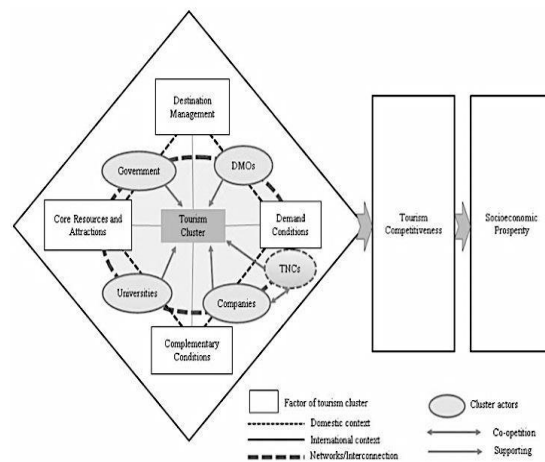 Destination
Management
Government
DMOs
Core Resources and
Attractions
Tourism
Cluster
Demand
Conditions
TNCs
Universities
Companies
Complementary
Conditions
Tourism
Competitiveness
Socioeconomic
Prosperity
Factor of tourism cluster
Domestic context
International context
Networks/Interconnection
Cluster actors
Co-opetition
Supporting